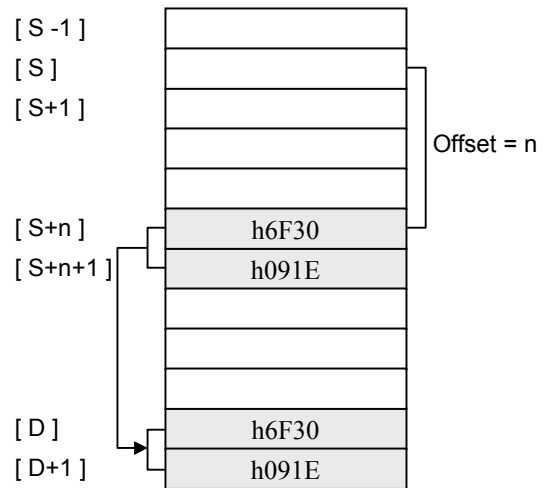 [ S -1 ]
[ S ]
[ S+1 ]
Offset = n
[ S+n ] h6F30
[ S+n+1 ] h091E
[ D ] h6F30
[ D+1 ] h091E